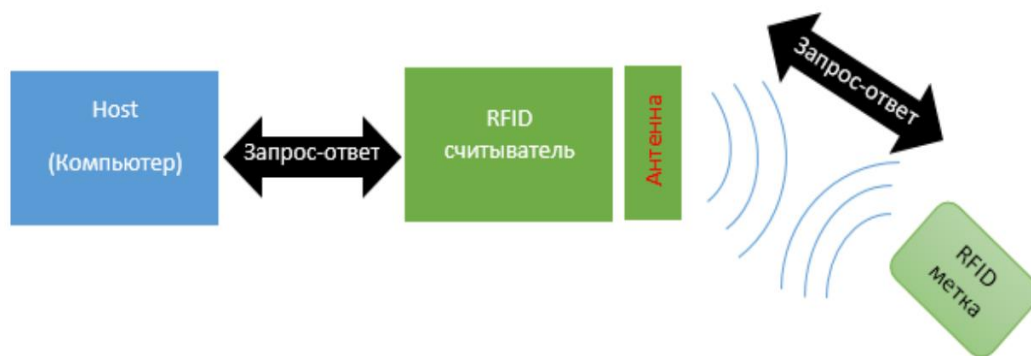 Host
(Компьютер)
Запрос-ответ
RFID
считыватель
Антенна
Запрос-ответ
RFID
метка